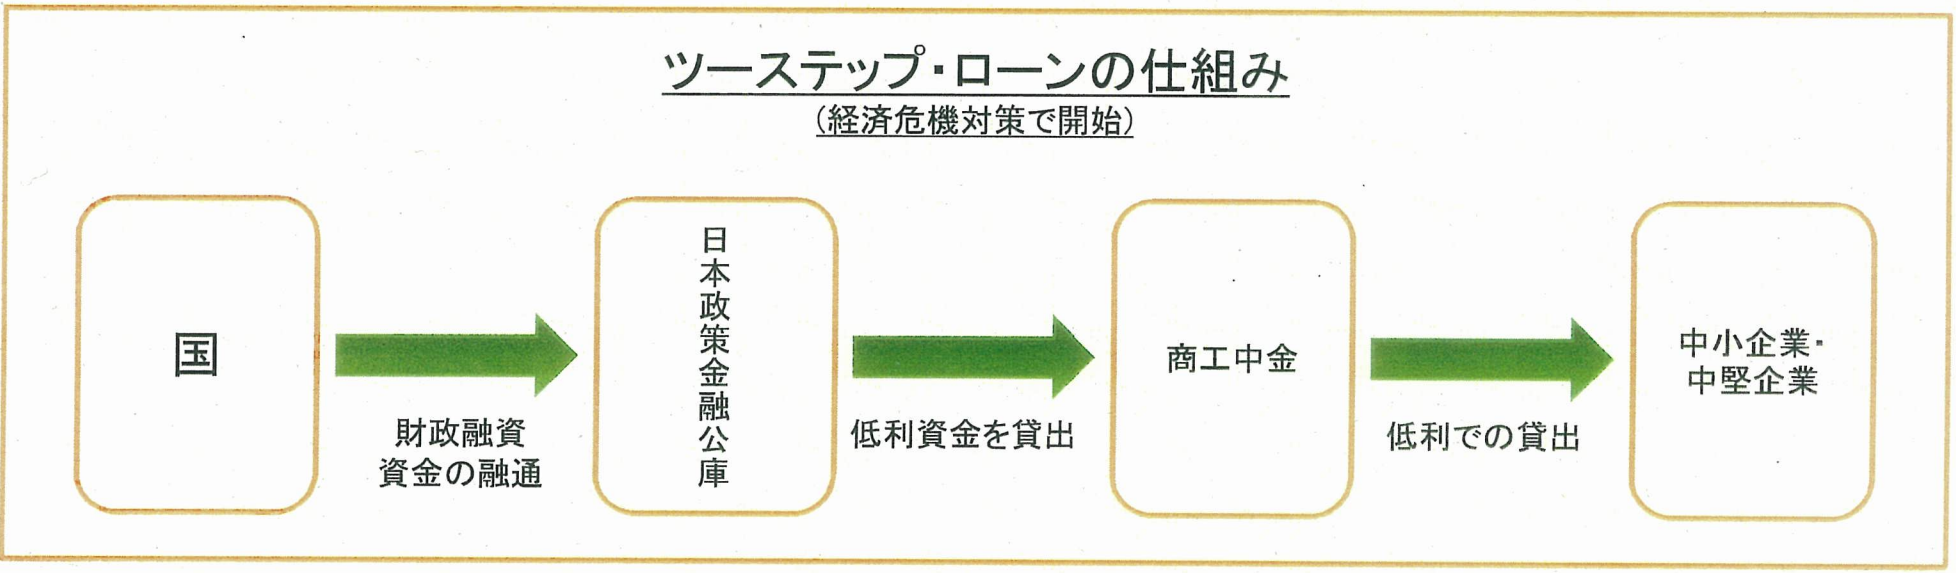 ツーステップ・ローンの仕組み
(経済危機対策で開始)
国
財政融資
資金の融通
日本政策金融公庫
低利資金を貸出
商工中金
低利での貸出
中小企業・
中堅企業